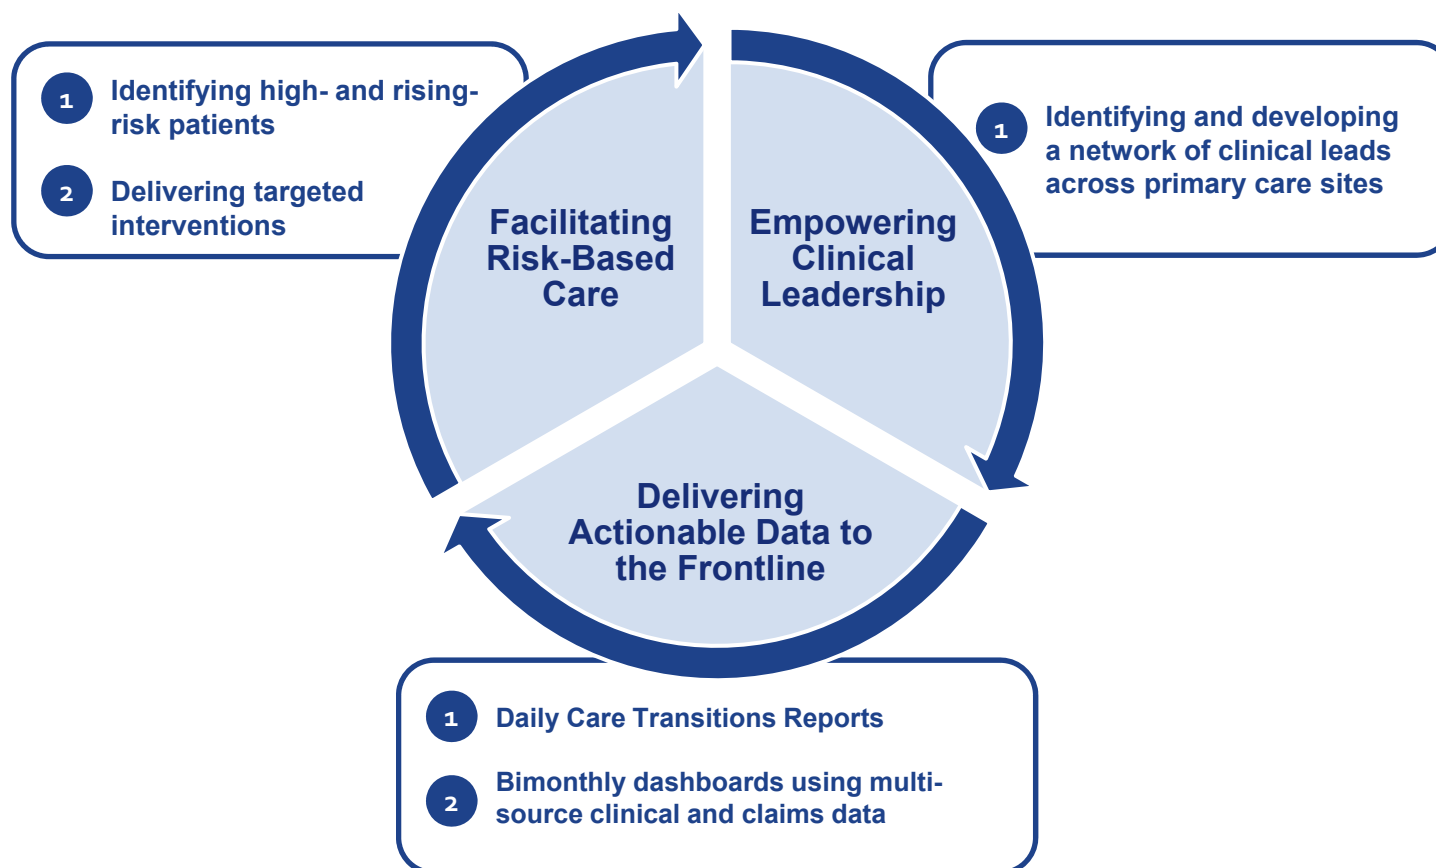 1
Identifying high- and rising-
risk patients
2
Delivering targeted
interventions
Facilitating
Risk-Based
Care
Empowering
Clinical
Leadership
1
Identifying and developing
a network of clinical leads
across primary care sites
Delivering
Actionable Data to
the Frontline
1
Daily Care Transitions Reports
2
Bimonthly dashboards using multi-
source clinical and claims data